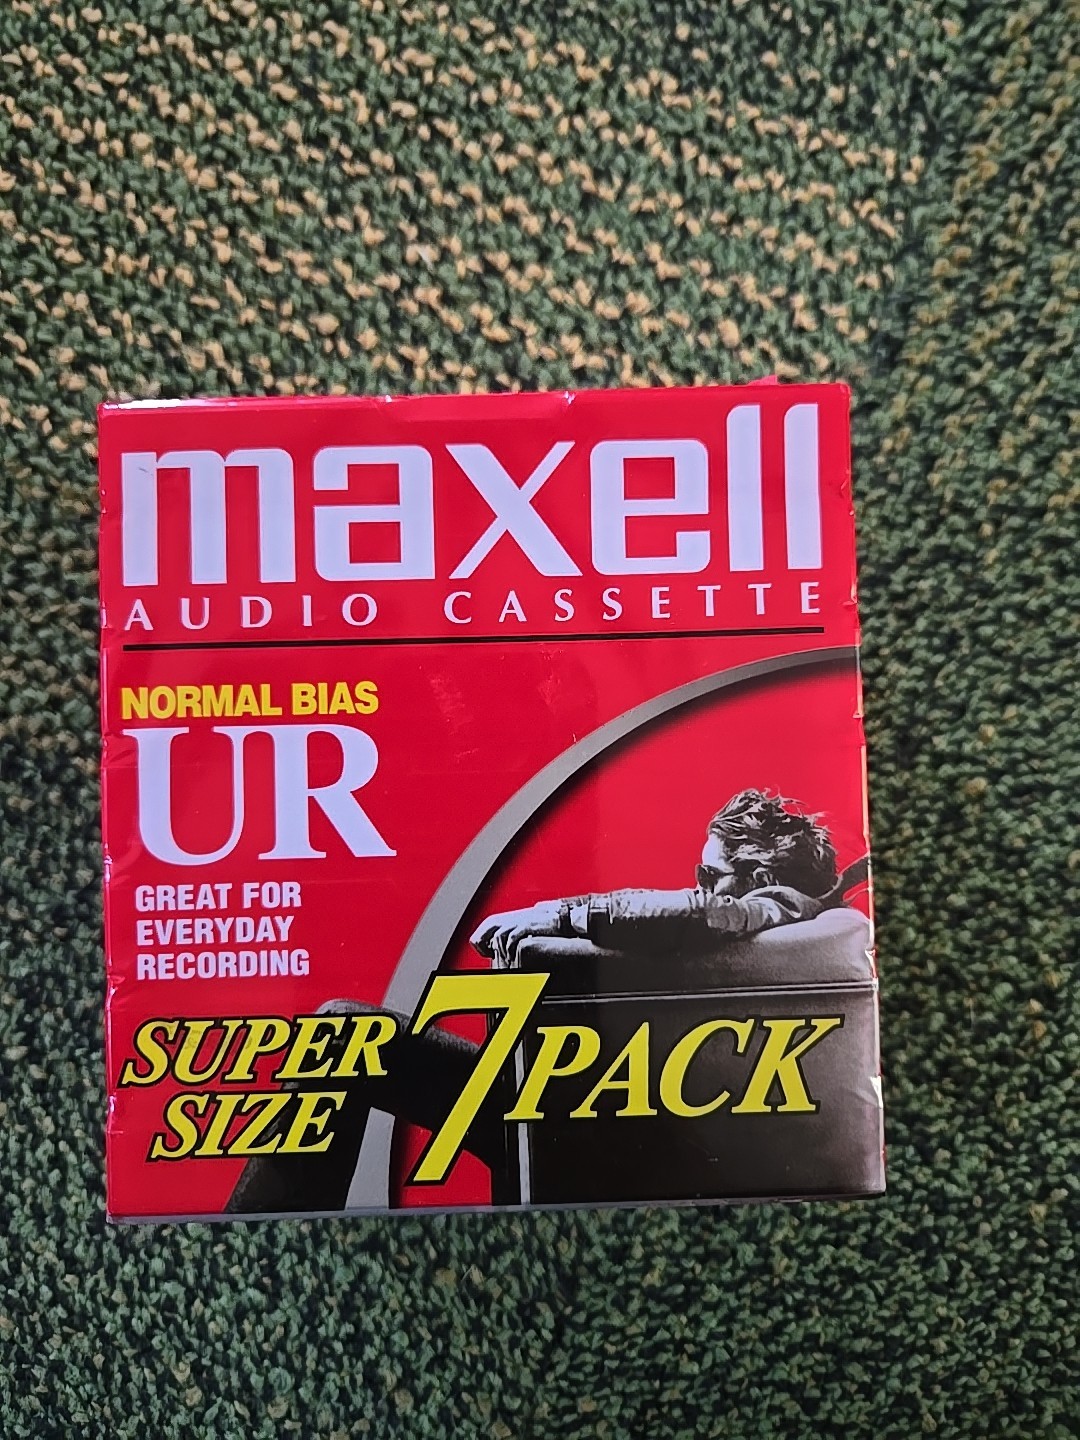 maxell
AUDIO CASSETTE
NORMAL BIAS
UR
GREAT FOR
EVERYDAY
RECORDING
SUPER
SIZE
7 PACK